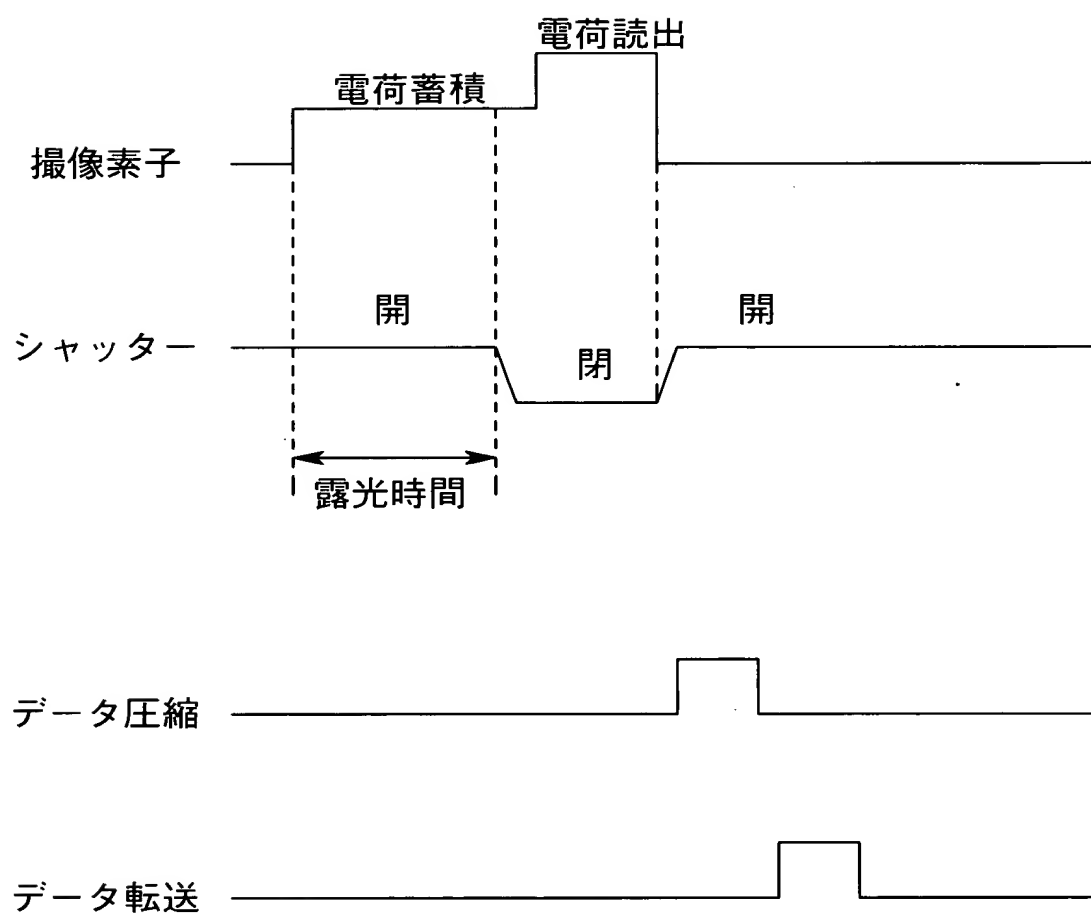 電荷読出
電荷蓄積
撮像素子
開
開
シャッター
閉
露光時間
データ圧縮
データ転送